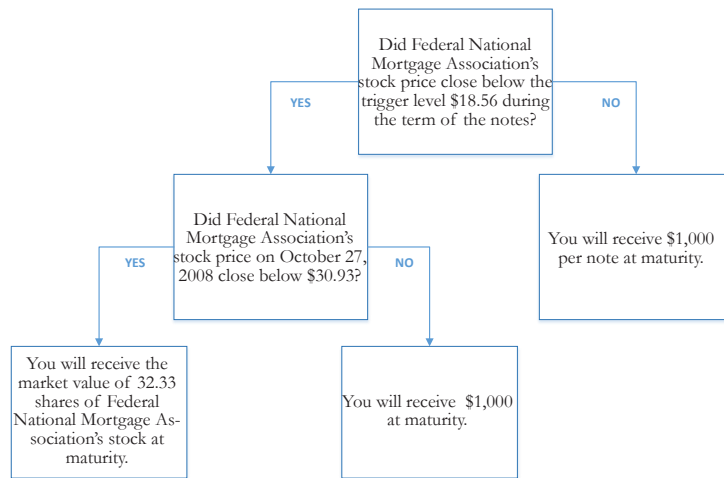 Did Federal National
Mortgage Association's
stock price close below the
trigger level $18.56 during
the term of the notes?
YES
NO
Did Federal National
Mortgage Association's
stock price on October 27,
2008 close below $30.93?
You will receive $1,000
per note at maturity.
YES
NO
You will receive the
market value of 32.33
shares of Federal
National Mortgage As-
sociation's stock at
maturity.
You will receive $1,000
at maturity.